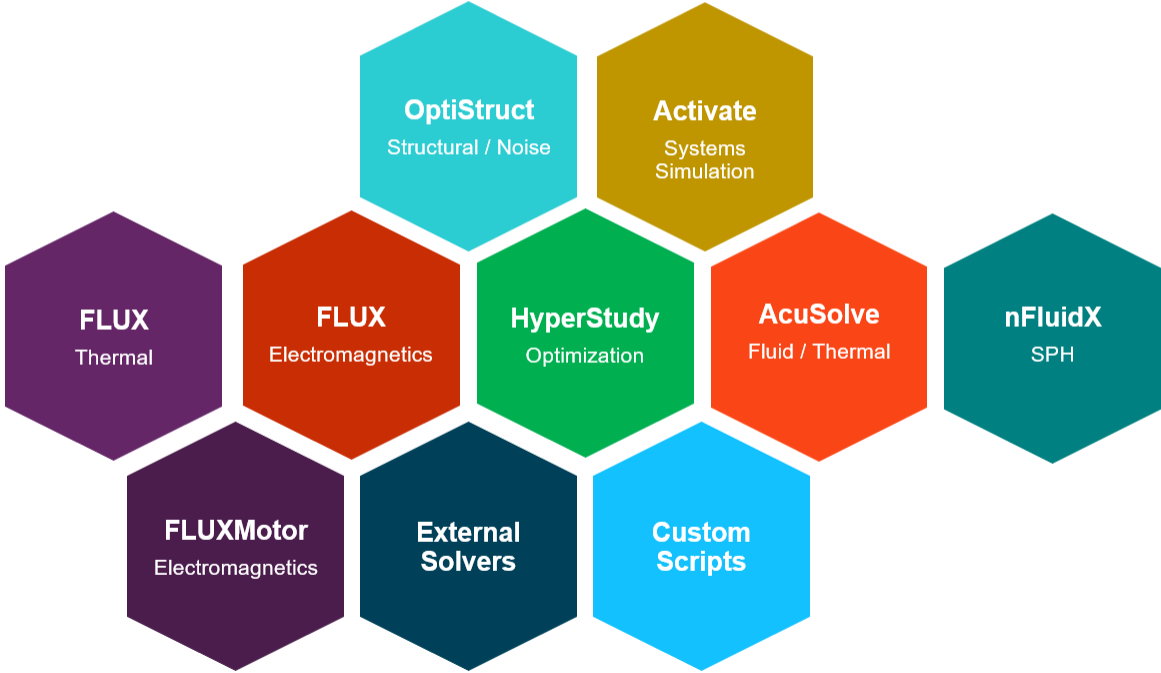 OptiStruct
Structural / Noise
Activate
Systems
Simulation
FLUX
Thermal
FLUX
Electromagnetics
HyperStudy
Optimization
AcuSolve
Fluid / Thermal
nFluidX
SPH
FLUXMotor
Electromagnetics
External
Solvers
Custom
Scripts